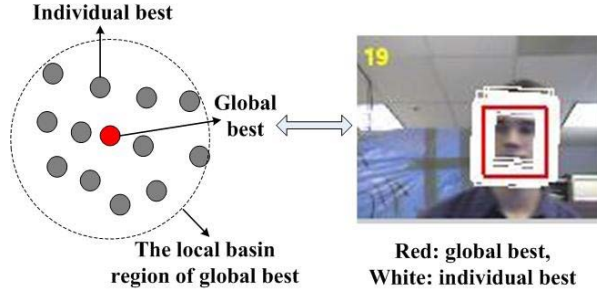 Individual best
Global
best
The local basin
region of global best
19
Red: global best,
White: individual best